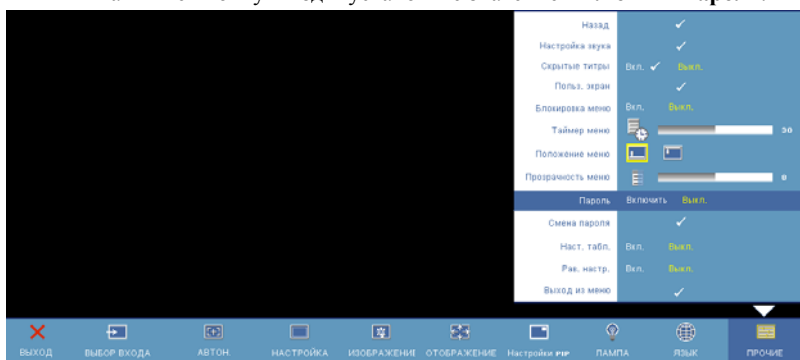 Назад
Настройка звука
Скрытые титры Вкл. Выкл.
Польз. экран
Блокировка меню Вкл. Выкл.
Таймер меню 30
Положение меню
Прозрачность меню 0
Пароль Включить Выкл.
Смена пароля
Наст. табл. Вкл. Выкл.
Рав. настр. Вкл. Выкл.
Выход из меню
ВЫХОД ВЫБОР ВХОДА АВТОН. НАСТРОЙКА ИЗОБРАЖЕНИЕ ОТОБРАЖЕНИЕ Настройки PIP ЛАМПА ЯЗЫК ПРОЧИЕ